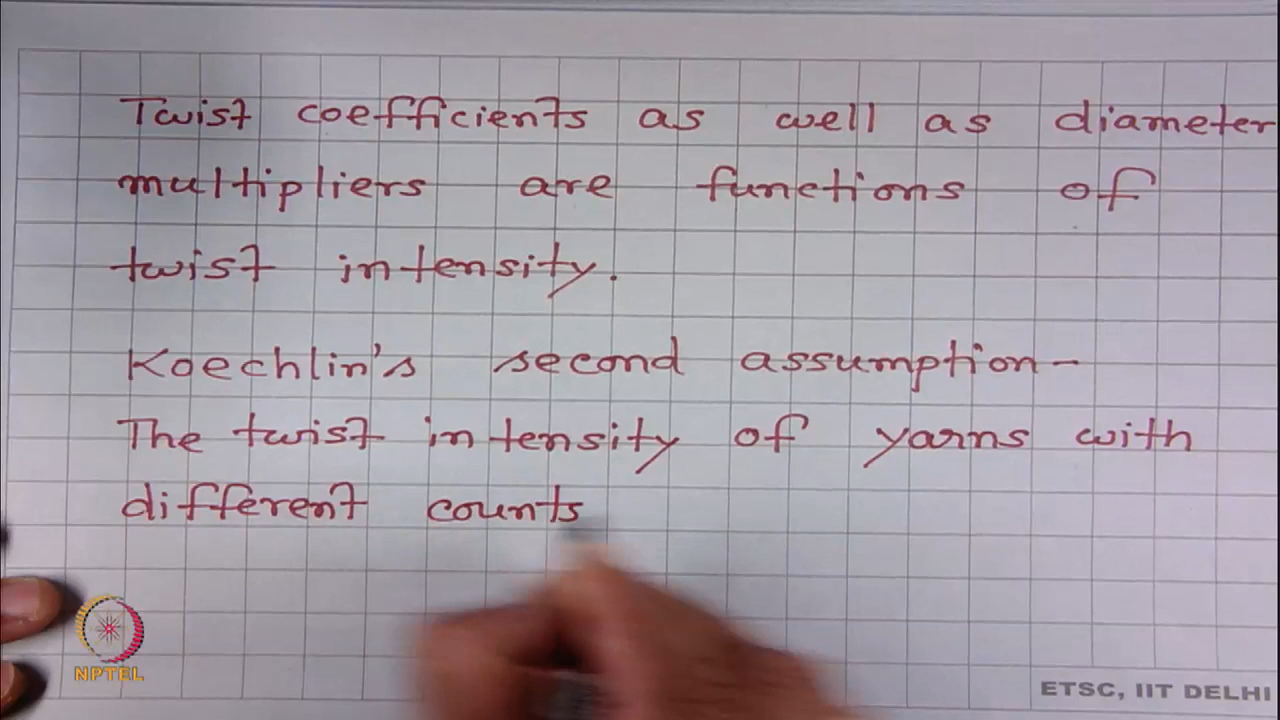 Twist coefficients as well as diameter
multipliers are functions of
twist intensity.
Koechlin's second assumption-
The twist intensity of yarns with
different counts
NPTEL
ETSC, IIT DELHI